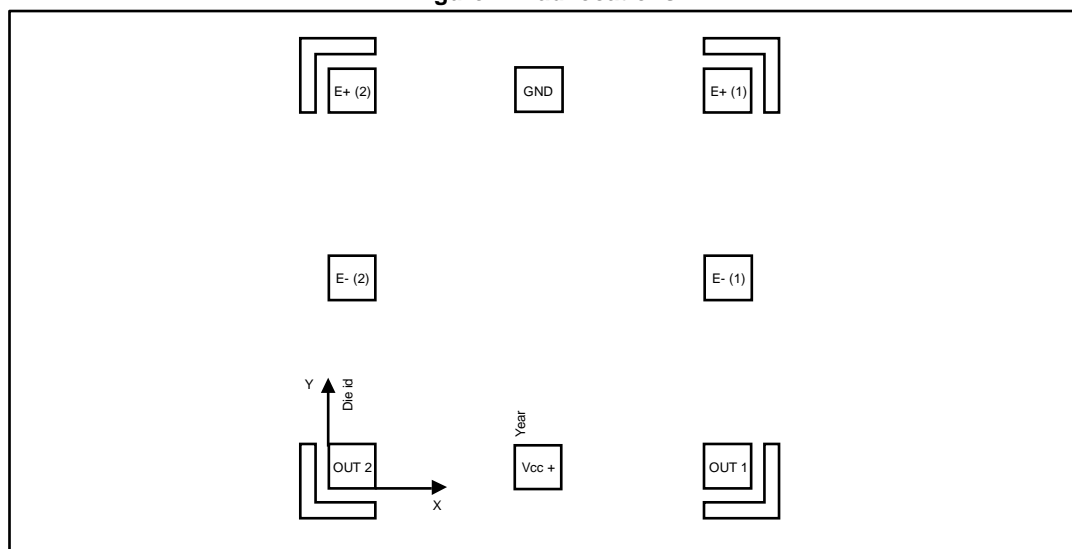 E+ (2)
GND
E+ (1)
E- (2)
E- (1)
Y
Die id
Year
OUT 2
Vcc +
OUT 1
X